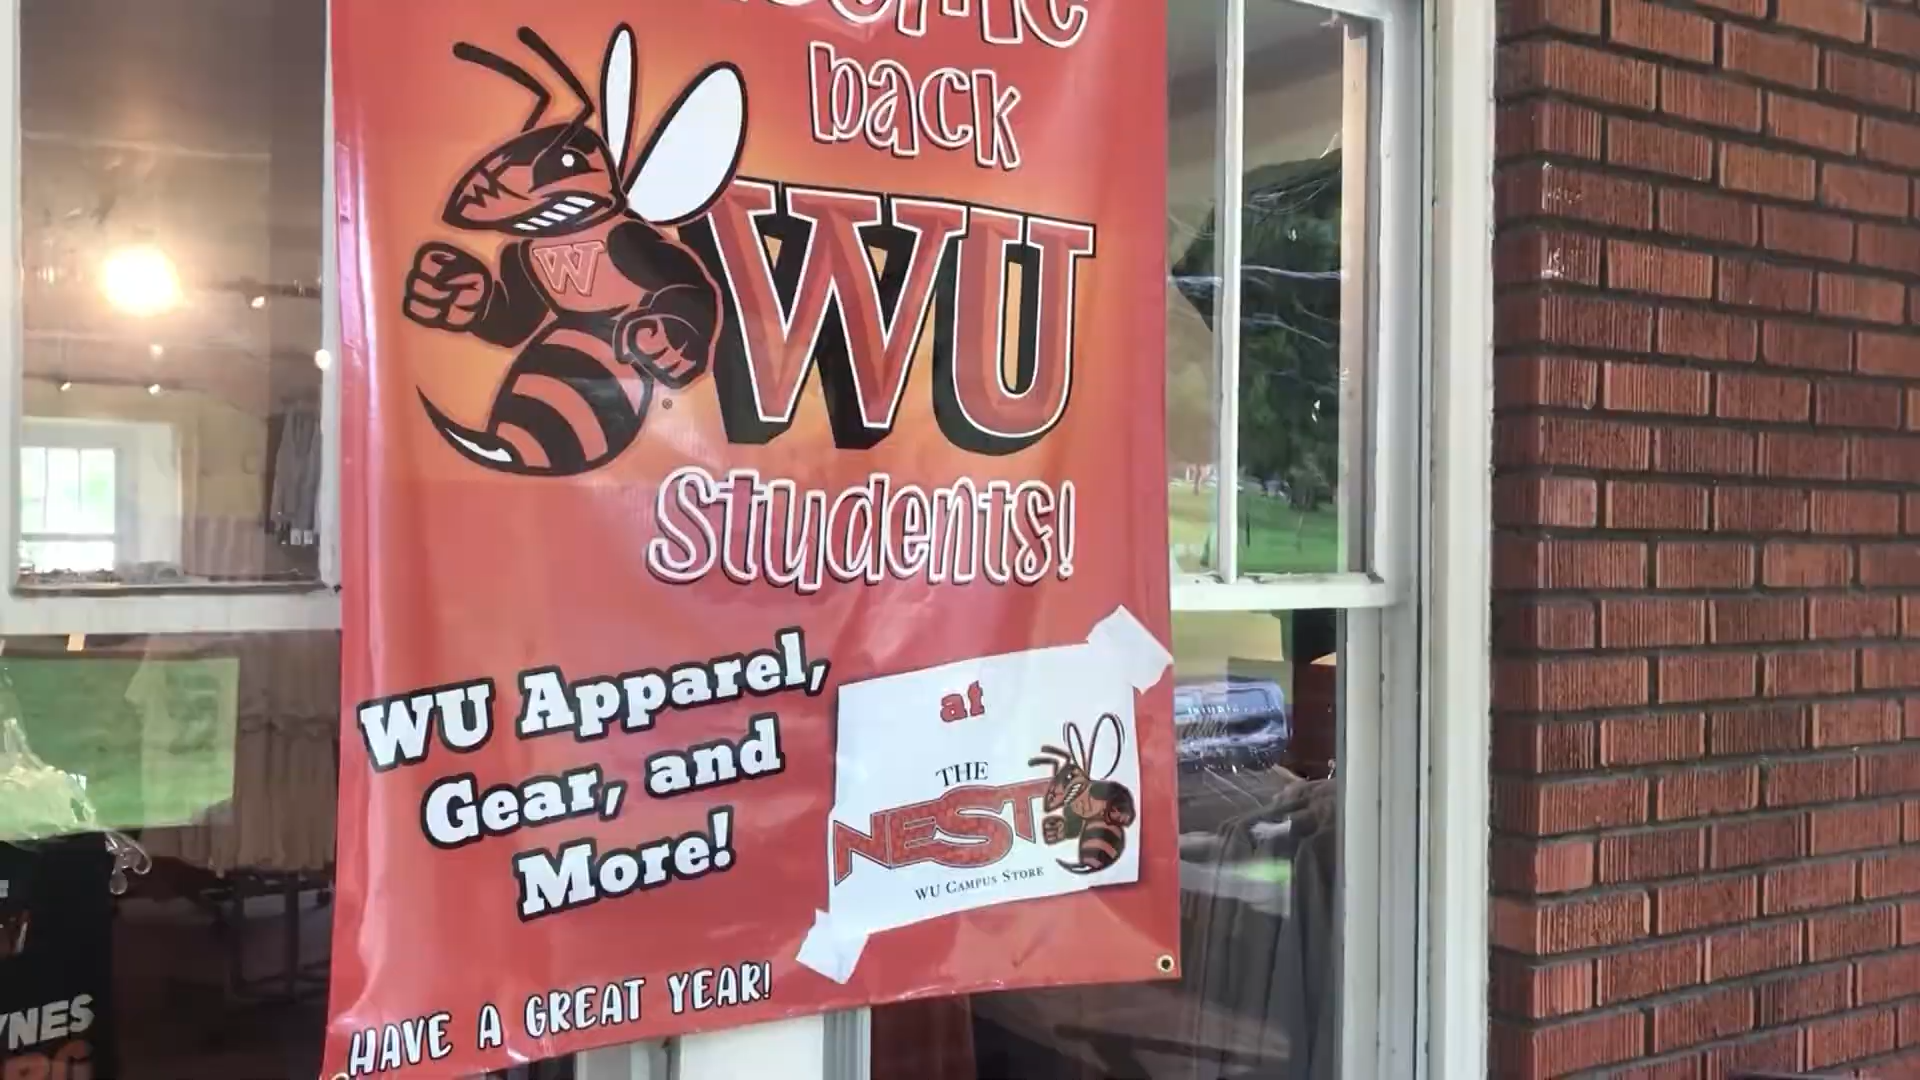 back
W
WU
Students!
WU Apparel,
Gear, and
More!
at
THE
NEST
WU CAMPUS STORE
HAVE A GREAT YEAR!